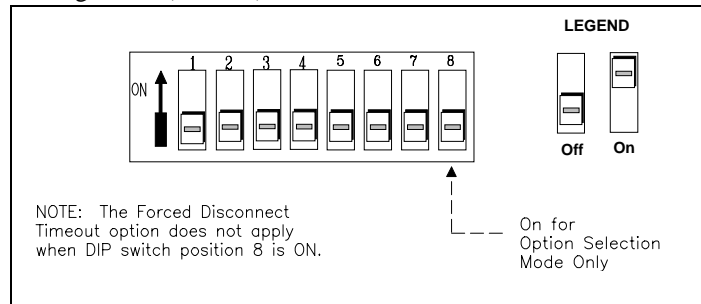 LEGEND
1 2 3 4 5 6 7 8
ON
Off On
NOTE: The Forced Disconnect
Timeout option does not apply
when DIP switch position 8 is ON.
On for
Option Selection
Mode Only